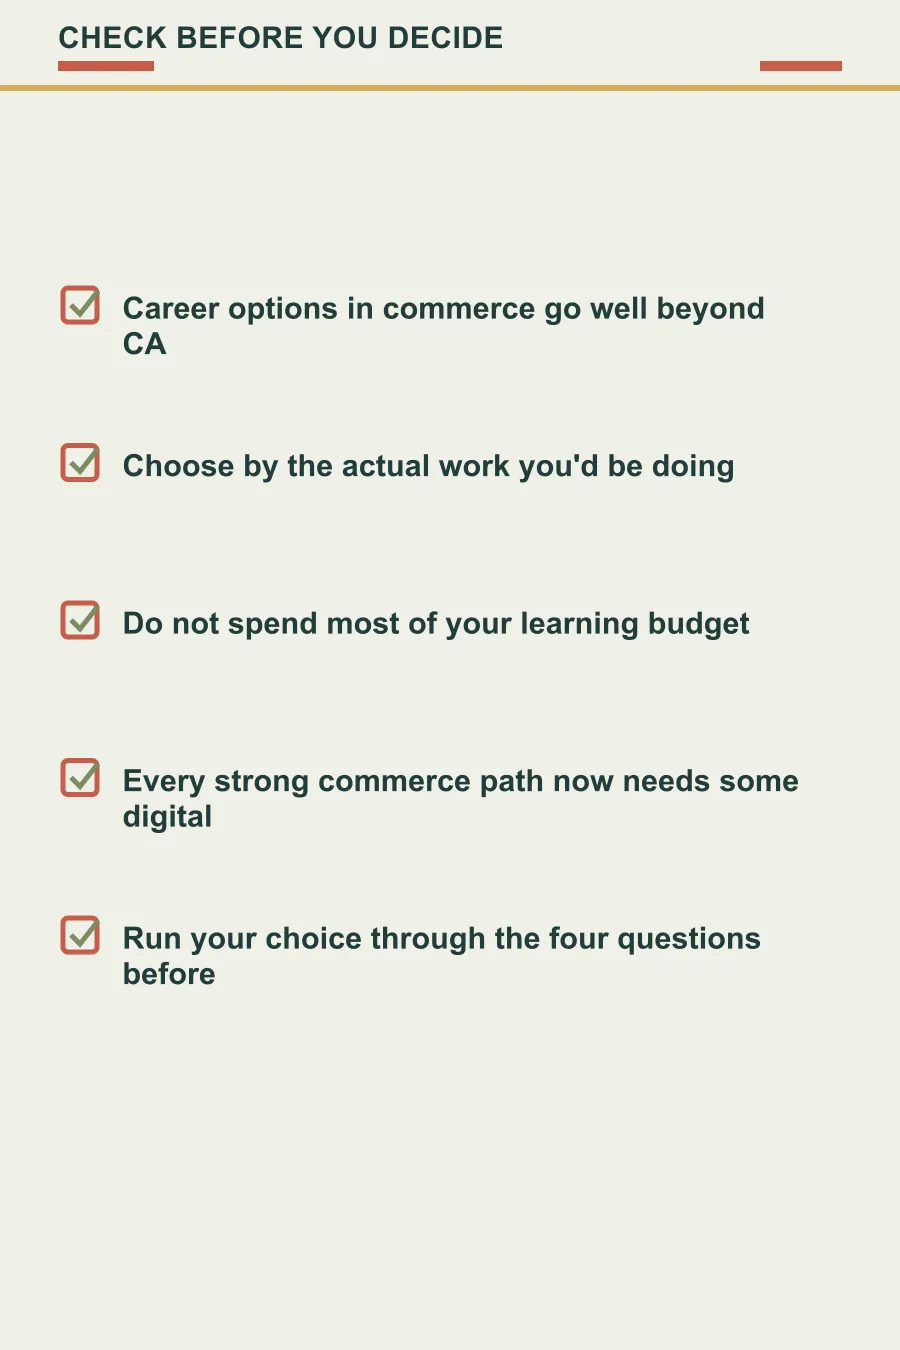 CHECK BEFORE YOU DECIDE
Career options in commerce go well beyond
CA
Choose by the actual work you'd be doing
Do not spend most of your learning budget
Every strong commerce path now needs some
digital
Run your choice through the four questions
before